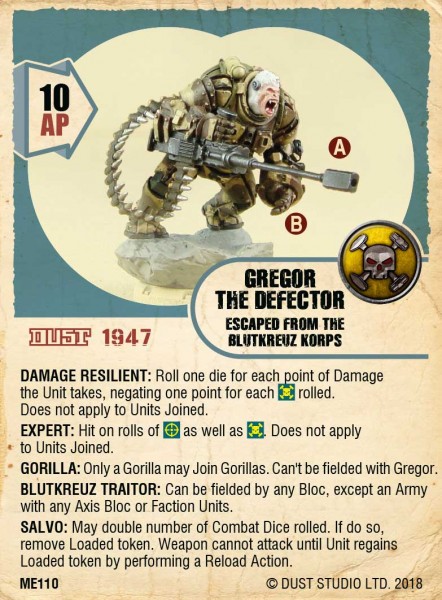 10
AP
A
B
GREGOR
THE DEFECTOR
ESCAPED FROM THE
BLUTKREUZ KORPS
DUST 1947
DAMAGE RESILIENT: Roll one die for each point of Damage
the Unit takes, negating one point for each rolled.
Does not apply to Units Joined.
EXPERT: Hit on rolls of as well as . Does not apply
to Units Joined.
GORILLA: Only a Gorilla may Join Gorillas. Can't be fielded with Gregor.
BLUTKREUZ TRAITOR: Can be fielded by any Bloc, except an Army
with any Axis Bloc or Faction Units.
SALVO: May double number of Combat Dice rolled. If do so,
remove Loaded token. Weapon cannot attack until Unit regains
Loaded token by performing a Reload Action.
ME110 © DUST STUDIO LTD. 2018